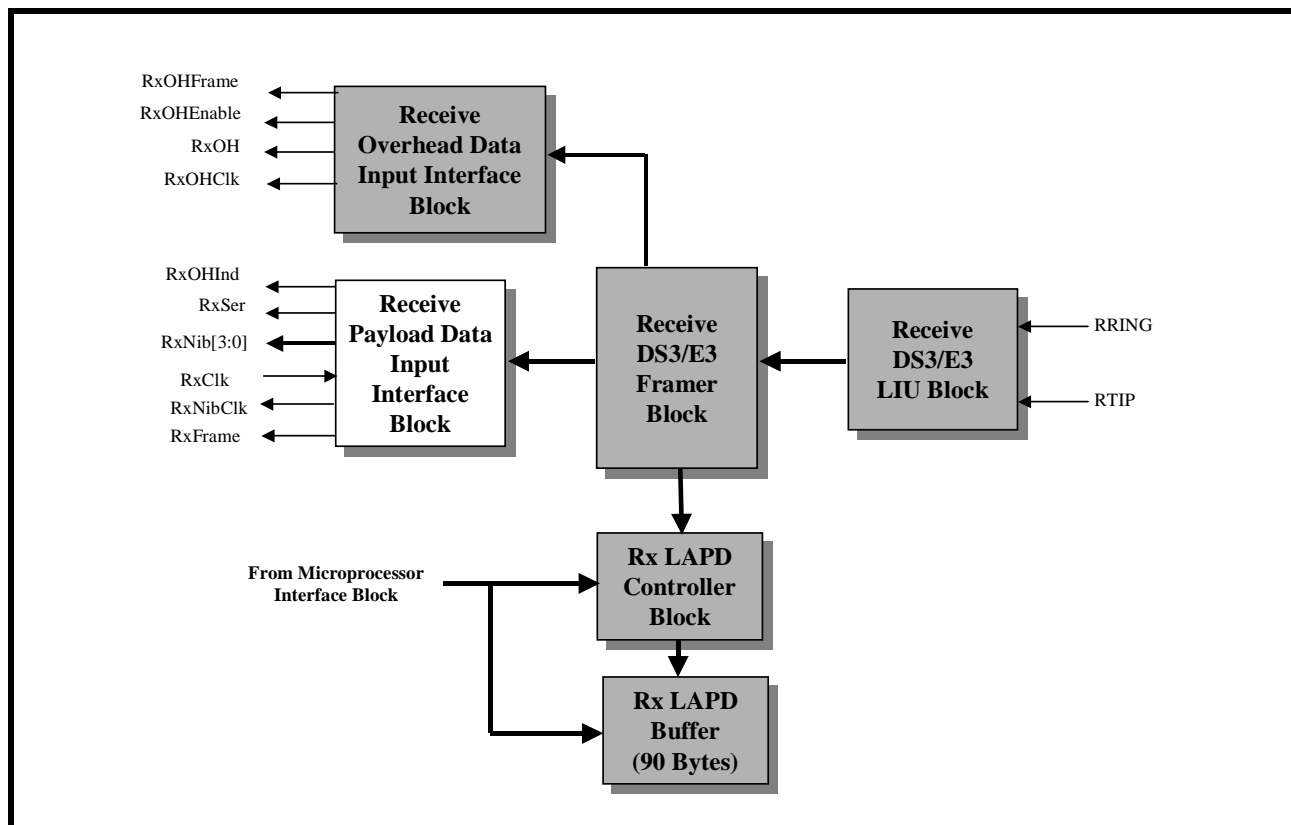 RxOHFrame
RxOHEnable
RxOH
RxOHClk
Receive
Overhead Data
Input Interface
Block
RxOHInd
RxSer
RxNib[3:0]
RxClk
RxNibClk
RxFrame
Receive
Payload Data
Input
Interface
Block
Receive
DS3/E3
Framer
Block
Receive
DS3/E3
LIU Block
RRING
RTIP
From Microprocessor
Interface Block
Rx LAPD
Controller
Block
Rx LAPD
Buffer
(90 Bytes)